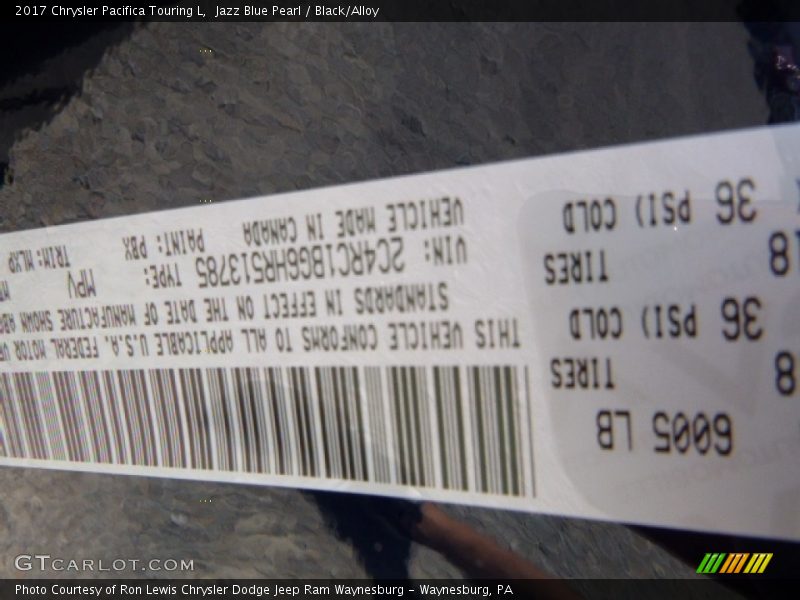 2017 Chrysler Pacifica Touring L, Jazz Blue Pearl / Black/Alloy
6005 LB
8 TIRES
36 PSI) COLD
18 TIRES
36 PSI) COLD
THIS VEHICLE CONFORMS TO ALL APPLICABLE U.S.A. FEDERAL MOTOR
STANDARDS IN EFFECT ON THE DATE OF MANUFACTURE SHOWN
VIN: 2C4RC1BG6HR513785 TYPE: MPV
VEHICLE MADE IN CANADA PAINT: PBX TRIM:
GTCARLOT.COM
Photo Courtesy of Ron Lewis Chrysler Dodge Jeep Ram Waynesburg - Waynesburg, PA